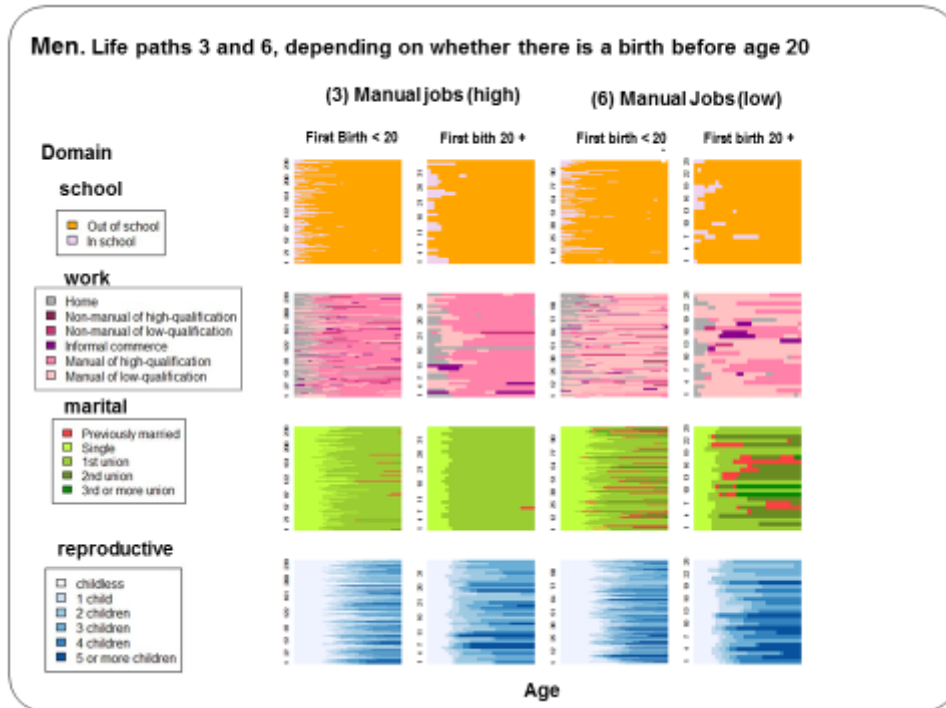 Men. Life paths 3 and 6, depending on whether there is a birth before age 20
(3) Manual jobs (high)
(6) Manual Jobs (low)
First Birth < 20
First bith 20 +
First birth < 20
First birth 20 +
Domain
school
Out of school
In school
work
Home
Non-manual of high-qualification
Non-manual of low-qualification
Informal commerce
Manual of high-qualification
Manual of low-qualification
marital
Previously married
Single
1st union
2nd union
3rd or more union
reproductive
childless
1 child
2 children
3 children
4 children
5 or more children
Age